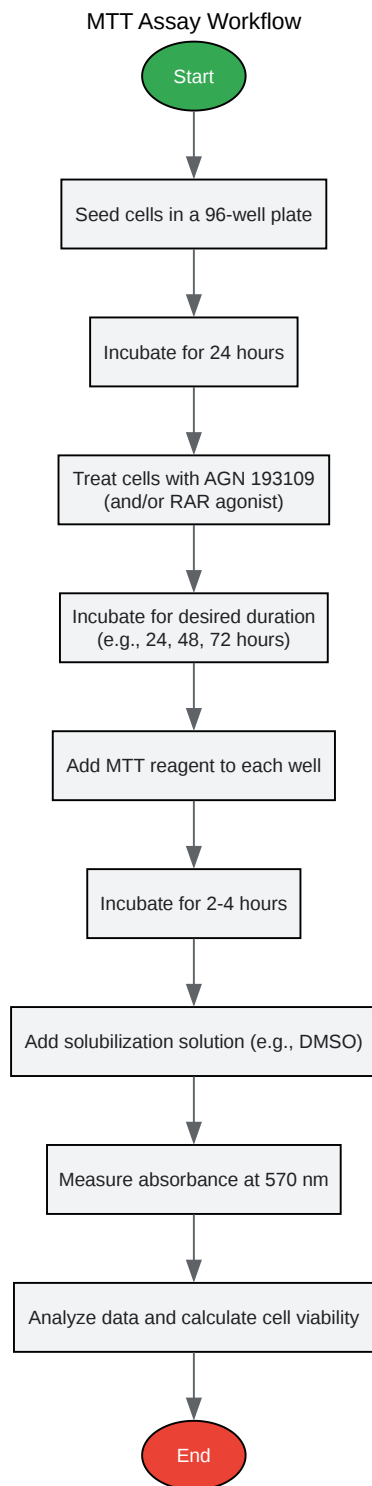 MTT Assay Workflow
Start
Seed cells in a 96-well plate
Incubate for 24 hours
Treat cells with AGN 193109
(and/or RAR agonist)
Incubate for desired duration
(e.g., 24, 48, 72 hours)
Add MTT reagent to each well
Incubate for 2-4 hours
Add solubilization solution (e.g., DMSO)
Measure absorbance at 570 nm
Analyze data and calculate cell viability
End